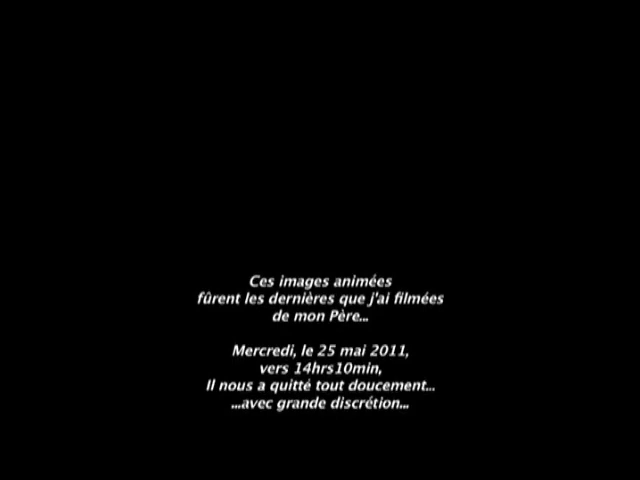 Ces images animées
fûrent les dernières que j'ai filmées
de mon Père...
Mercredi, le 25 mai 2011,
vers 14hrs10min,
Il nous a quitté tout doucement...
...avec grande discrétion...